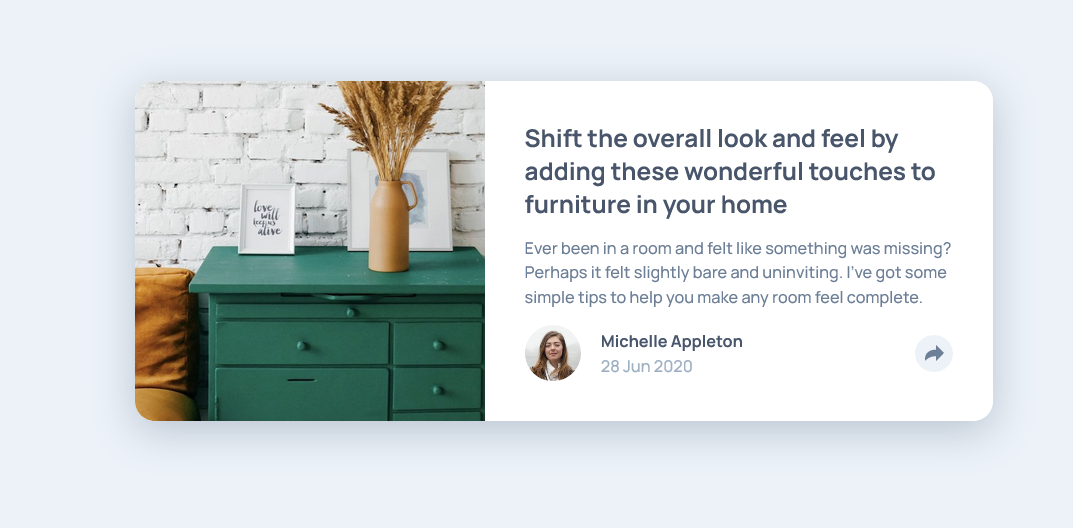 love
will
keep us
alive
Shift the overall look and feel by
adding these wonderful touches to
furniture in your home
Ever been in a room and felt like something was missing?
Perhaps it felt slightly bare and uninviting. I've got some
simple tips to help you make any room feel complete.
Michelle Appleton
28 Jun 2020